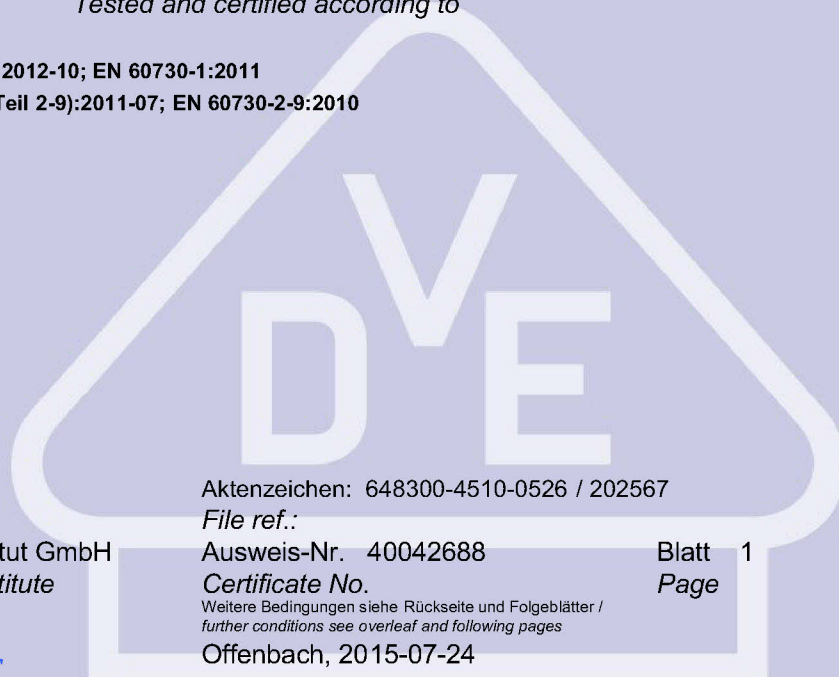 Tested and certified according to
2012-10; EN 60730-1:2011
Teil 2-9):2011-07; EN 60730-2-9:2010
V
D E
Aktenzeichen: 648300-4510-0526 / 202567
File ref.:
tut GmbH Ausweis-Nr. 40042688 Blatt 1
titute Certificate No. Page
Weitere Bedingungen siehe Rückseite und Folgeblätter /
further conditions see overleaf and following pages
Offenbach, 2015-07-24